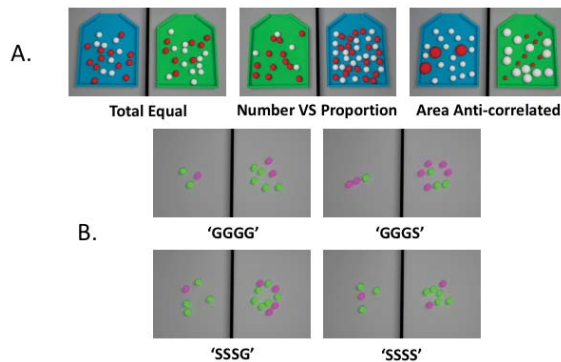 A.
Total Equal
Number VS Proportion
Area Anti-correlated
B.
'GGGG'
'GGGS'
'SSSG'
'SSSS'